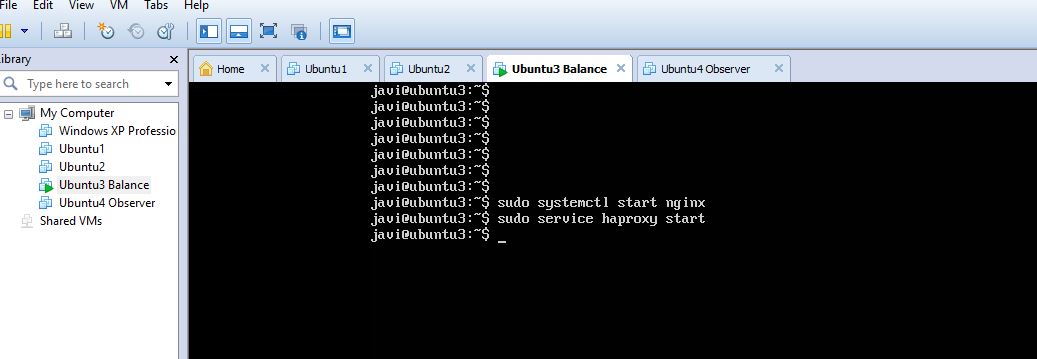 File Edit View VM Tabs Help
Library
Type here to search
My Computer
Windows XP Professio
Ubuntu1
Ubuntu2
Ubuntu3 Balance
Ubuntu4 Observer
Shared VMs
Home Ubuntu1 Ubuntu2 Ubuntu3 Balance Ubuntu4 Observer
javi@ubuntu3:~$
javi@ubuntu3:~$
javi@ubuntu3:~$
javi@ubuntu3:~$
javi@ubuntu3:~$
javi@ubuntu3:~$
javi@ubuntu3:~$
javi@ubuntu3:~$ sudo systemctl start nginx
javi@ubuntu3:~$ sudo service haproxy start
javi@ubuntu3:~$ _